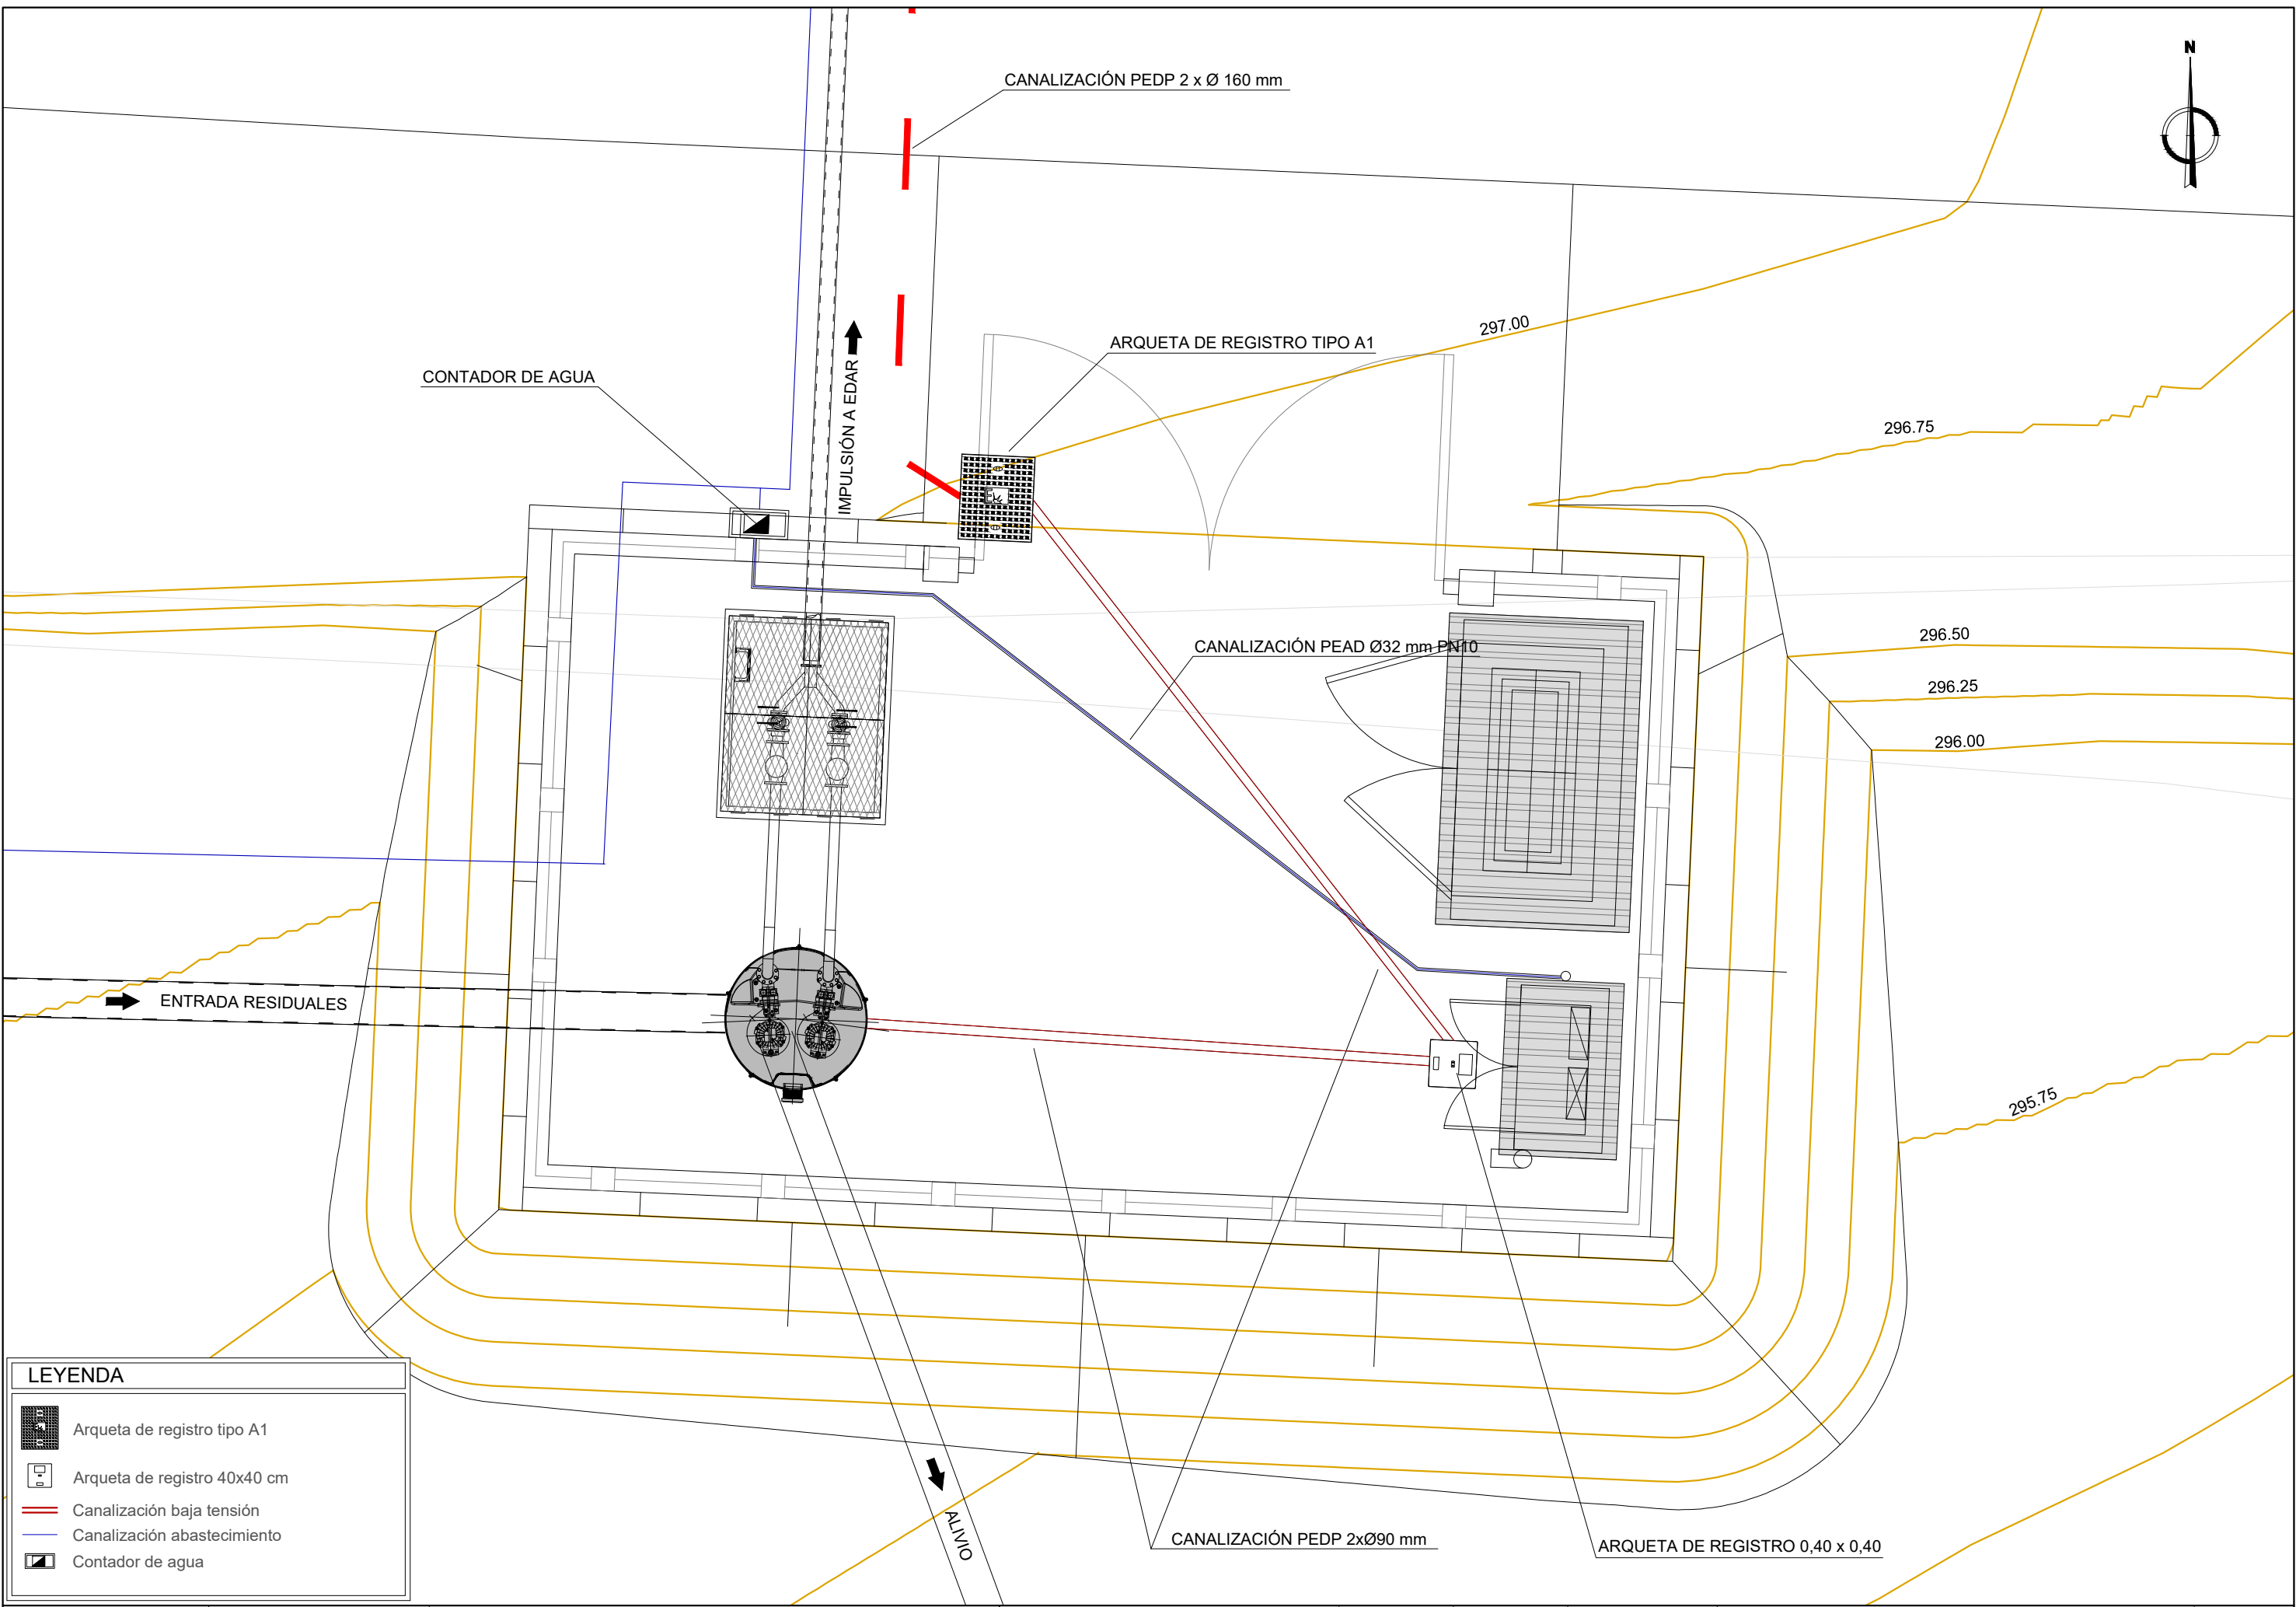 N
CANALIZACIÓN PEDP 2 x Ø 160 mm
297.00
ARQUETA DE REGISTRO TIPO A1
CONTADOR DE AGUA
IMPULSIÓN A EDAR
296.75
E
CANALIZACIÓN PEAD Ø32 mm PN10
296.50
296.25
296.00
ENTRADA RESIDUALES
295.75
ALIVIO
CANALIZACIÓN PEDP 2xØ90 mm
ARQUETA DE REGISTRO 0,40 x 0,40
LEYENDA
Arqueta de registro tipo A1
Arqueta de registro 40x40 cm
Canalización baja tensión
Canalización abastecimiento
Contador de agua